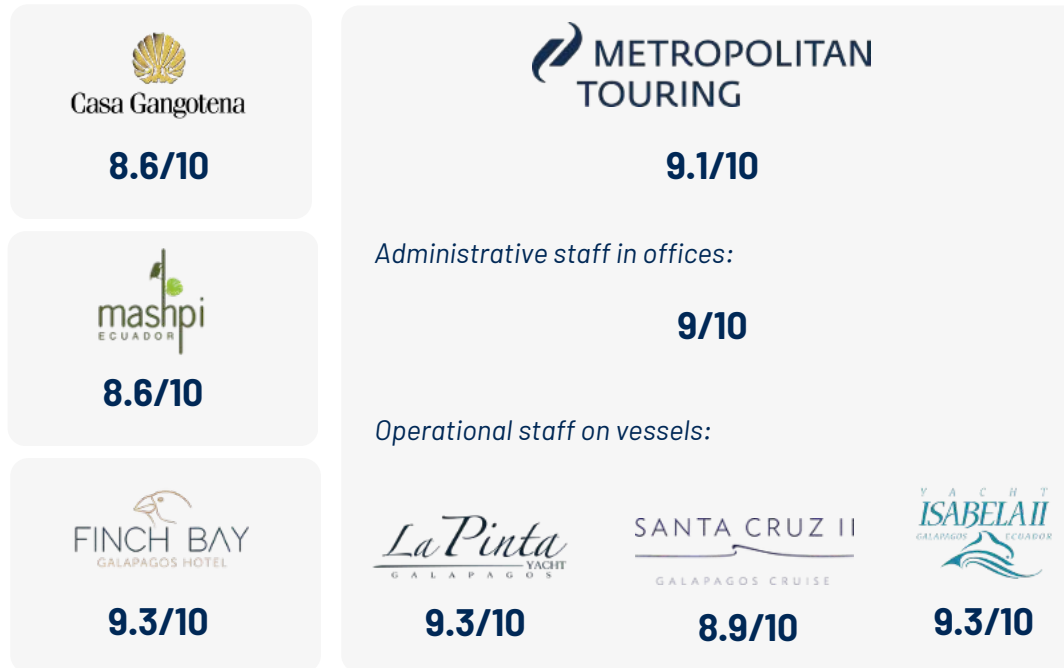 Casa Gangotena
8.6/10
mashpi
ECUADOR
8.6/10
FINCH BAY
GALAPAGOS HOTEL
9.3/10
METROPOLITAN
TOURING
9.1/10
Administrative staff in offices:
9/10
Operational staff on vessels:
La Pinta
YACHT
GALAPAGOS
9.3/10
SANTA CRUZ II
GALAPAGOS CRUISE
8.9/10
YACHT
ISABELA II
GALAPAGOS ECUADOR
9.3/10